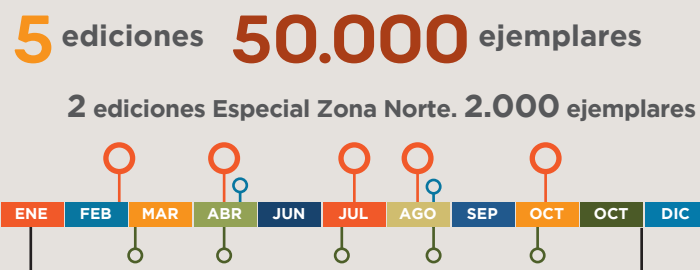 5 ediciones 50.000 ejemplares
2 ediciones Especial Zona Norte. 2.000 ejemplares
ENE FEB MAR ABR JUN JUL AGO SEP OCT OCT DIC